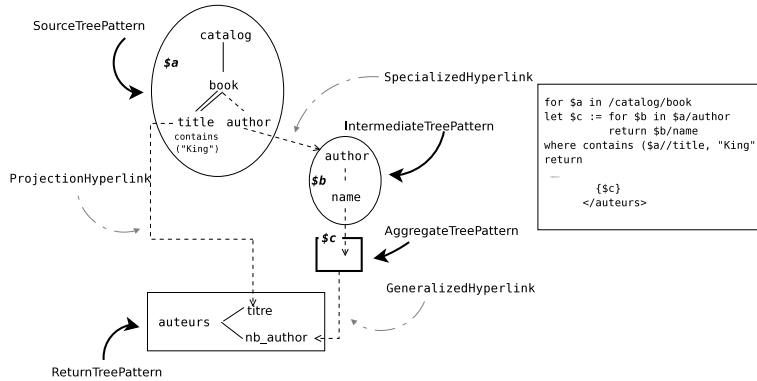 SourceTreePattern
catalog
$a
book
title author
contains
("King")
SpecializedHyperlink
IntermediateTreePattern
author
$b
name
ProjectionHyperlink
$c
AggregateTreePattern
GeneralizedHyperlink
auteurs
titre
nb_author
ReturnTreePattern
for $a in /catalog/book
let $c := for $b in $a/author
return $b/name
where contains ($a//title, "King"
return
{$c}
</auteurs>